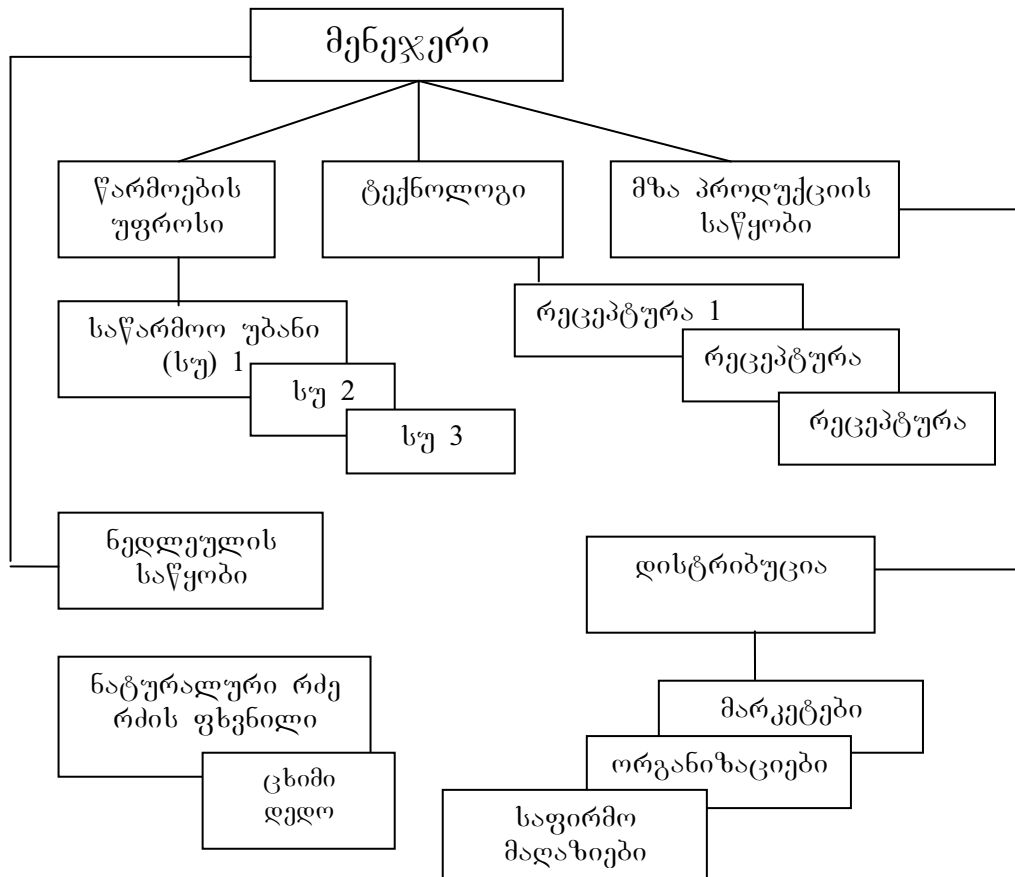 მენეჯერი
წარმოების
უფროსი
ტექნოლოგი
მზა პროდუქციის
საწყობი
საწარმოო უბანი
(სუ) 1
სუ 2
სუ 3
რეცეპტურა 1
რეცეპტურა
რეცეპტურა
ნედლეულის
საწყობი
დისტრიბუცია
ნატურალური რძე
რძის ფხვნილი
ცხიმი
დედო
მარკეტები
ორგანიზაციები
საფირმო
მაღაზიები